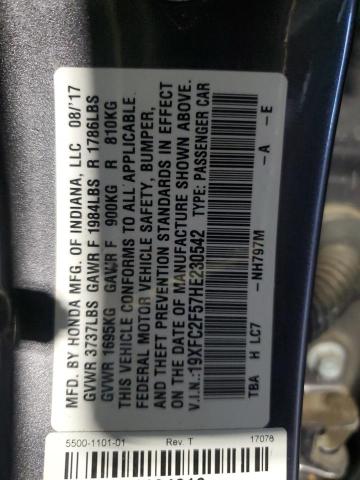 MFD. BY HONDA MFG. OF INDIANA, LLC 08/'17
GVWR 3737LBS GAWR F 1984LBS R 1786LBS
GVWR 1695KG GAWR F 900KG R 810KG
THIS VEHICLE CONFORMS TO ALL APPLICABLE
FEDERAL MOTOR VEHICLE SAFETY, BUMPER,
AND THEFT PREVENTION STANDARDS IN EFFECT
ON THE DATE OF MANUFACTURE SHOWN ABOVE.
V.I.N.:19XFC2F57HE230542 TYPE: PASSENGER CAR
NH797M -A -E
TBA H LC7
5500-1101-01 Rev. T 17076